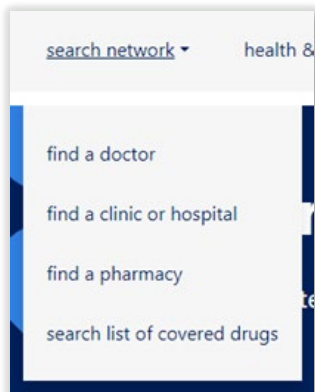 search network health &
find a doctor
find a clinic or hospital
find a pharmacy
search list of covered drugs